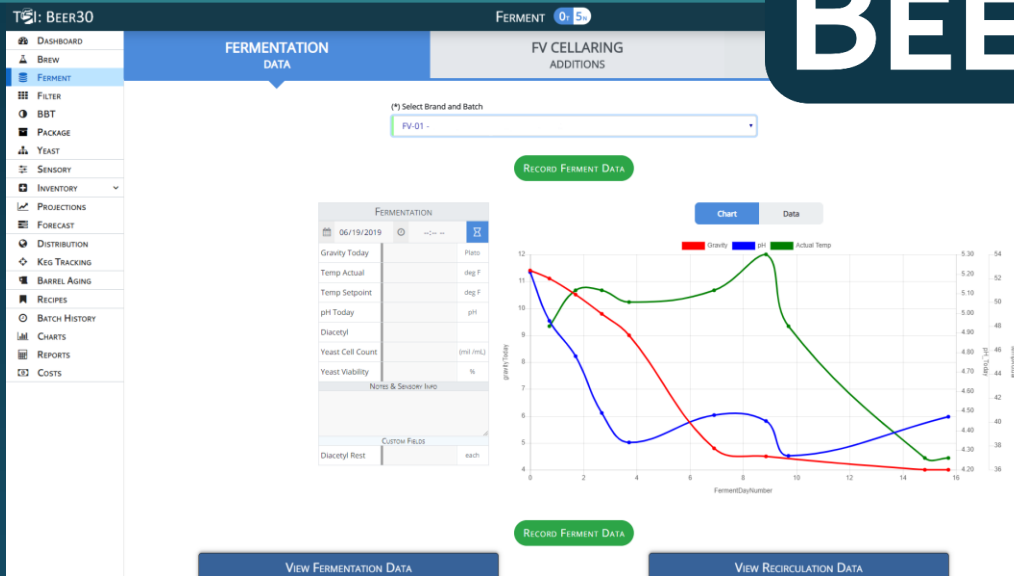 TSI: BEER30
FERMENT 0T 5N
BEE
DASHBOARD
BREW
FERMENT
FILTER
BBT
PACKAGE
YEAST
SENSORY
INVENTORY
PROJECTIONS
FORECAST
DISTRIBUTION
KEG TRACKING
BARREL AGING
RECIPES
BATCH HISTORY
CHARTS
REPORTS
COSTS
FERMENTATION
DATA
FV CELLARING
ADDITIONS
(*) Select Brand and Batch
FV-01 -
RECORD FERMENT DATA
FERMENTATION
06/19/2019 --:-- --
Gravity Today Plato
Temp Actual deg F
Temp Setpoint deg F
pH Today pH
Diacetyl
Yeast Cell Count (mil /mL)
Yeast Viability %
NOTES & SENSORY INFO
CUSTOM FIELDS
Diacetyl Rest each
Chart Data
Gravity pH Actual Temp
12
11
10
9
8
7
6
5
4
gravityToday
0 2 4 6 8 10 12 14 16
FermentDayNumber
5.30
5.20
5.10
5.00
4.90
4.80
4.70
4.60
4.50
4.40
4.30
4.20
pH_Today
54
52
50
48
46
44
42
40
38
36
RECORD FERMENT DATA
VIEW FERMENTATION DATA
VIEW RECIRCULATION DATA